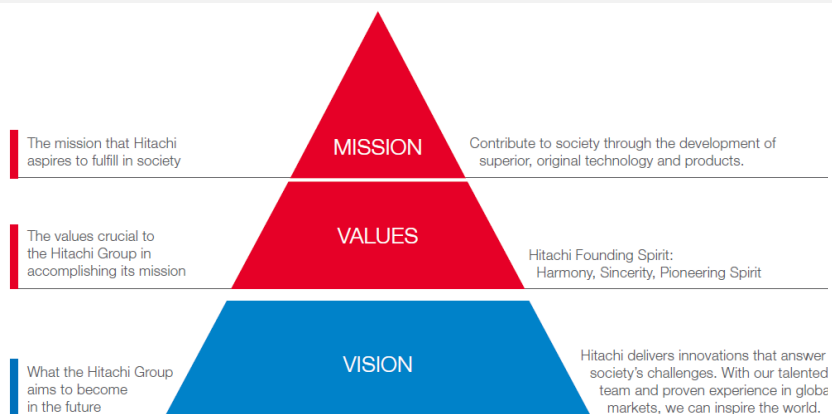 The mission that Hitachi
aspires to fulfill in society
MISSION
Contribute to society through the development of
superior, original technology and products.
The values crucial to
the Hitachi Group in
accomplishing its mission
VALUES
Hitachi Founding Spirit:
Harmony, Sincerity, Pioneering Spirit
What the Hitachi Group
aims to become
in the future
VISION
Hitachi delivers innovations that answer
society's challenges. With our talented
team and proven experience in global
markets, we can inspire the world.